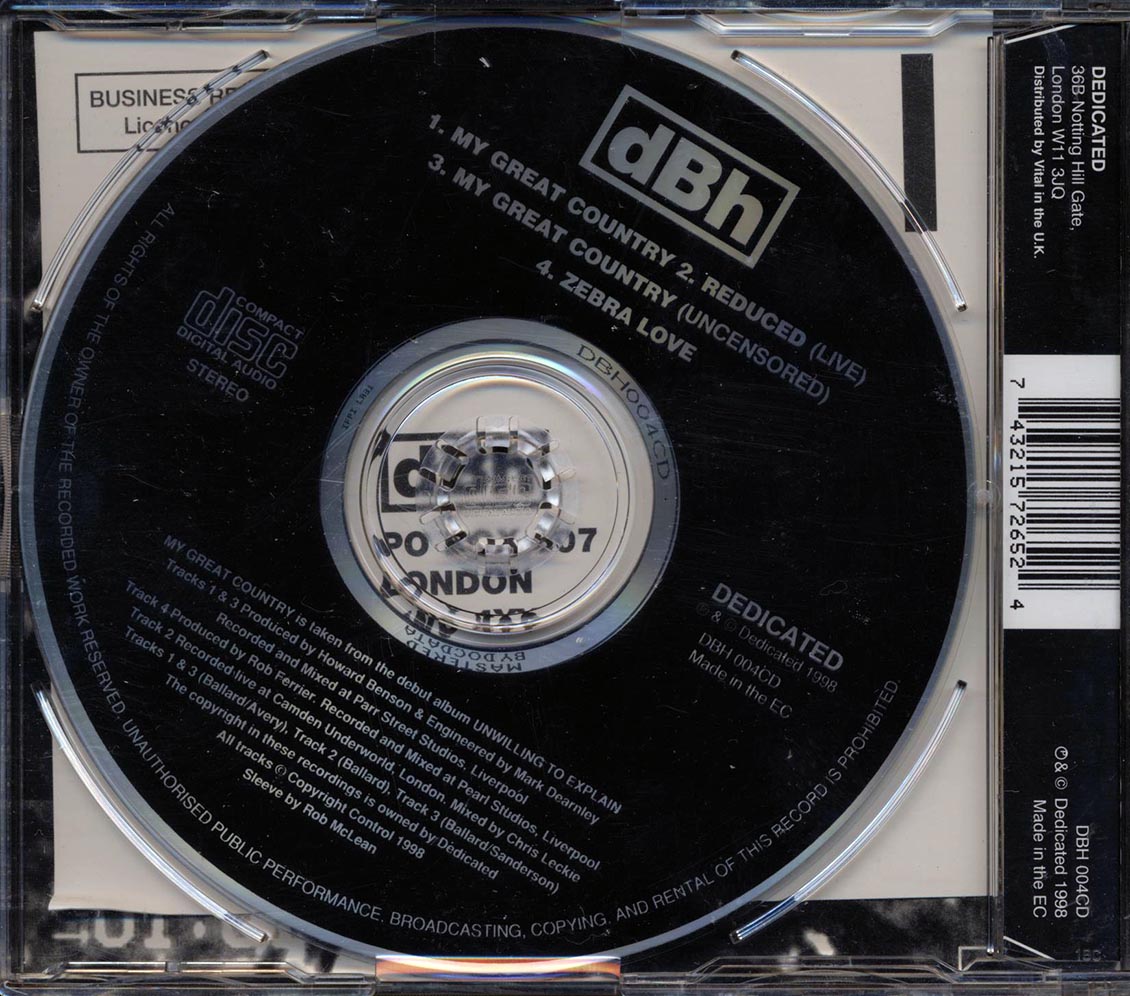 BUSINESS
dBh
1. MY GREAT COUNTRY 2. REDUCED (LIVE)
3. MY GREAT COUNTRY (UNCENSORED)
4. ZEBRA LOVE
COMPACT
disc
DIGITAL AUDIO
STEREO
DBH004CD
IFPI L831
PO
LONDON
MASTERED
BY DOCDATA
DEDICATED
℗ & © Dedicated 1998
DBH 004CD
Made in the EC
MY GREAT COUNTRY is taken from the debut album UNWILLING TO EXPLAIN
Tracks 1 & 3 Produced by Howard Benson & Engineered by Mark Dearnley
Recorded and Mixed at Parr Street Studios, Liverpool
Track 4 Produced by Rob Ferrier. Recorded and Mixed at Pearl Studios, Liverpool
Track 2 Recorded live at Camden Underworld, London. Mixed by Chris Leckie
Tracks 1 & 3 (Ballard/Avery), Track 2 (Ballard), Track 3 (Ballard/Sanderson)
The copyright in these recordings is owned by Dedicated
All tracks © Copyright Control 1998
Sleeve by Rob McLean
ALL RIGHTS OF THE OWNER OF THE RECORDED WORK RESERVED. UNAUTHORISED PUBLIC PERFORMANCE, BROADCASTING, COPYING, AND RENTAL OF THIS RECORD IS PROHIBITED.
DEDICATED
36B Notting Hill Gate,
London W11 3JQ
Distributed by Vital in the U.K.
7 43215 72652 4
DBH 004CD
℗ & © Dedicated 1998
Made in the EC